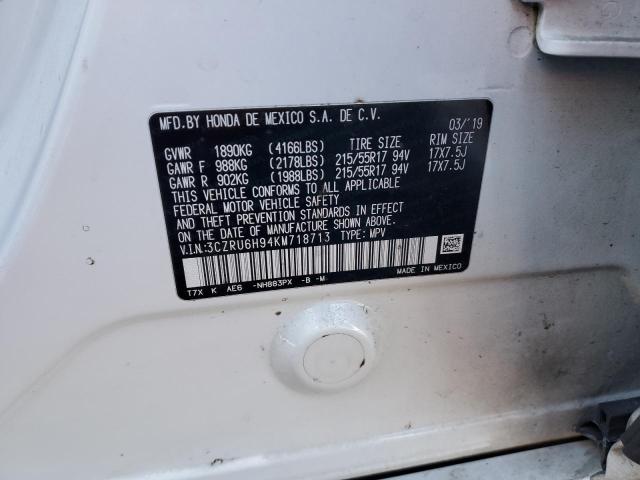 MFD.BY HONDA DE MEXICO S.A. DE C.V. 03/'19
GVWR 1890KG (4166LBS) TIRE SIZE RIM SIZE
GAWR F 988KG (2178LBS) 215/55R17 94V 17X7.5J
GAWR R 902KG (1988LBS) 215/55R17 94V 17X7.5J
THIS VEHICLE CONFORMS TO ALL APPLICABLE
FEDERAL MOTOR VEHICLE SAFETY
AND THEFT PREVENTION STANDARDS IN EFFECT
ON THE DATE OF MANUFACTURE SHOWN ABOVE.
V.I.N.:3CZRU6H94KM718713 TYPE: MPV
MADE IN MEXICO
T7X K AE6 -NH883PX -B -M